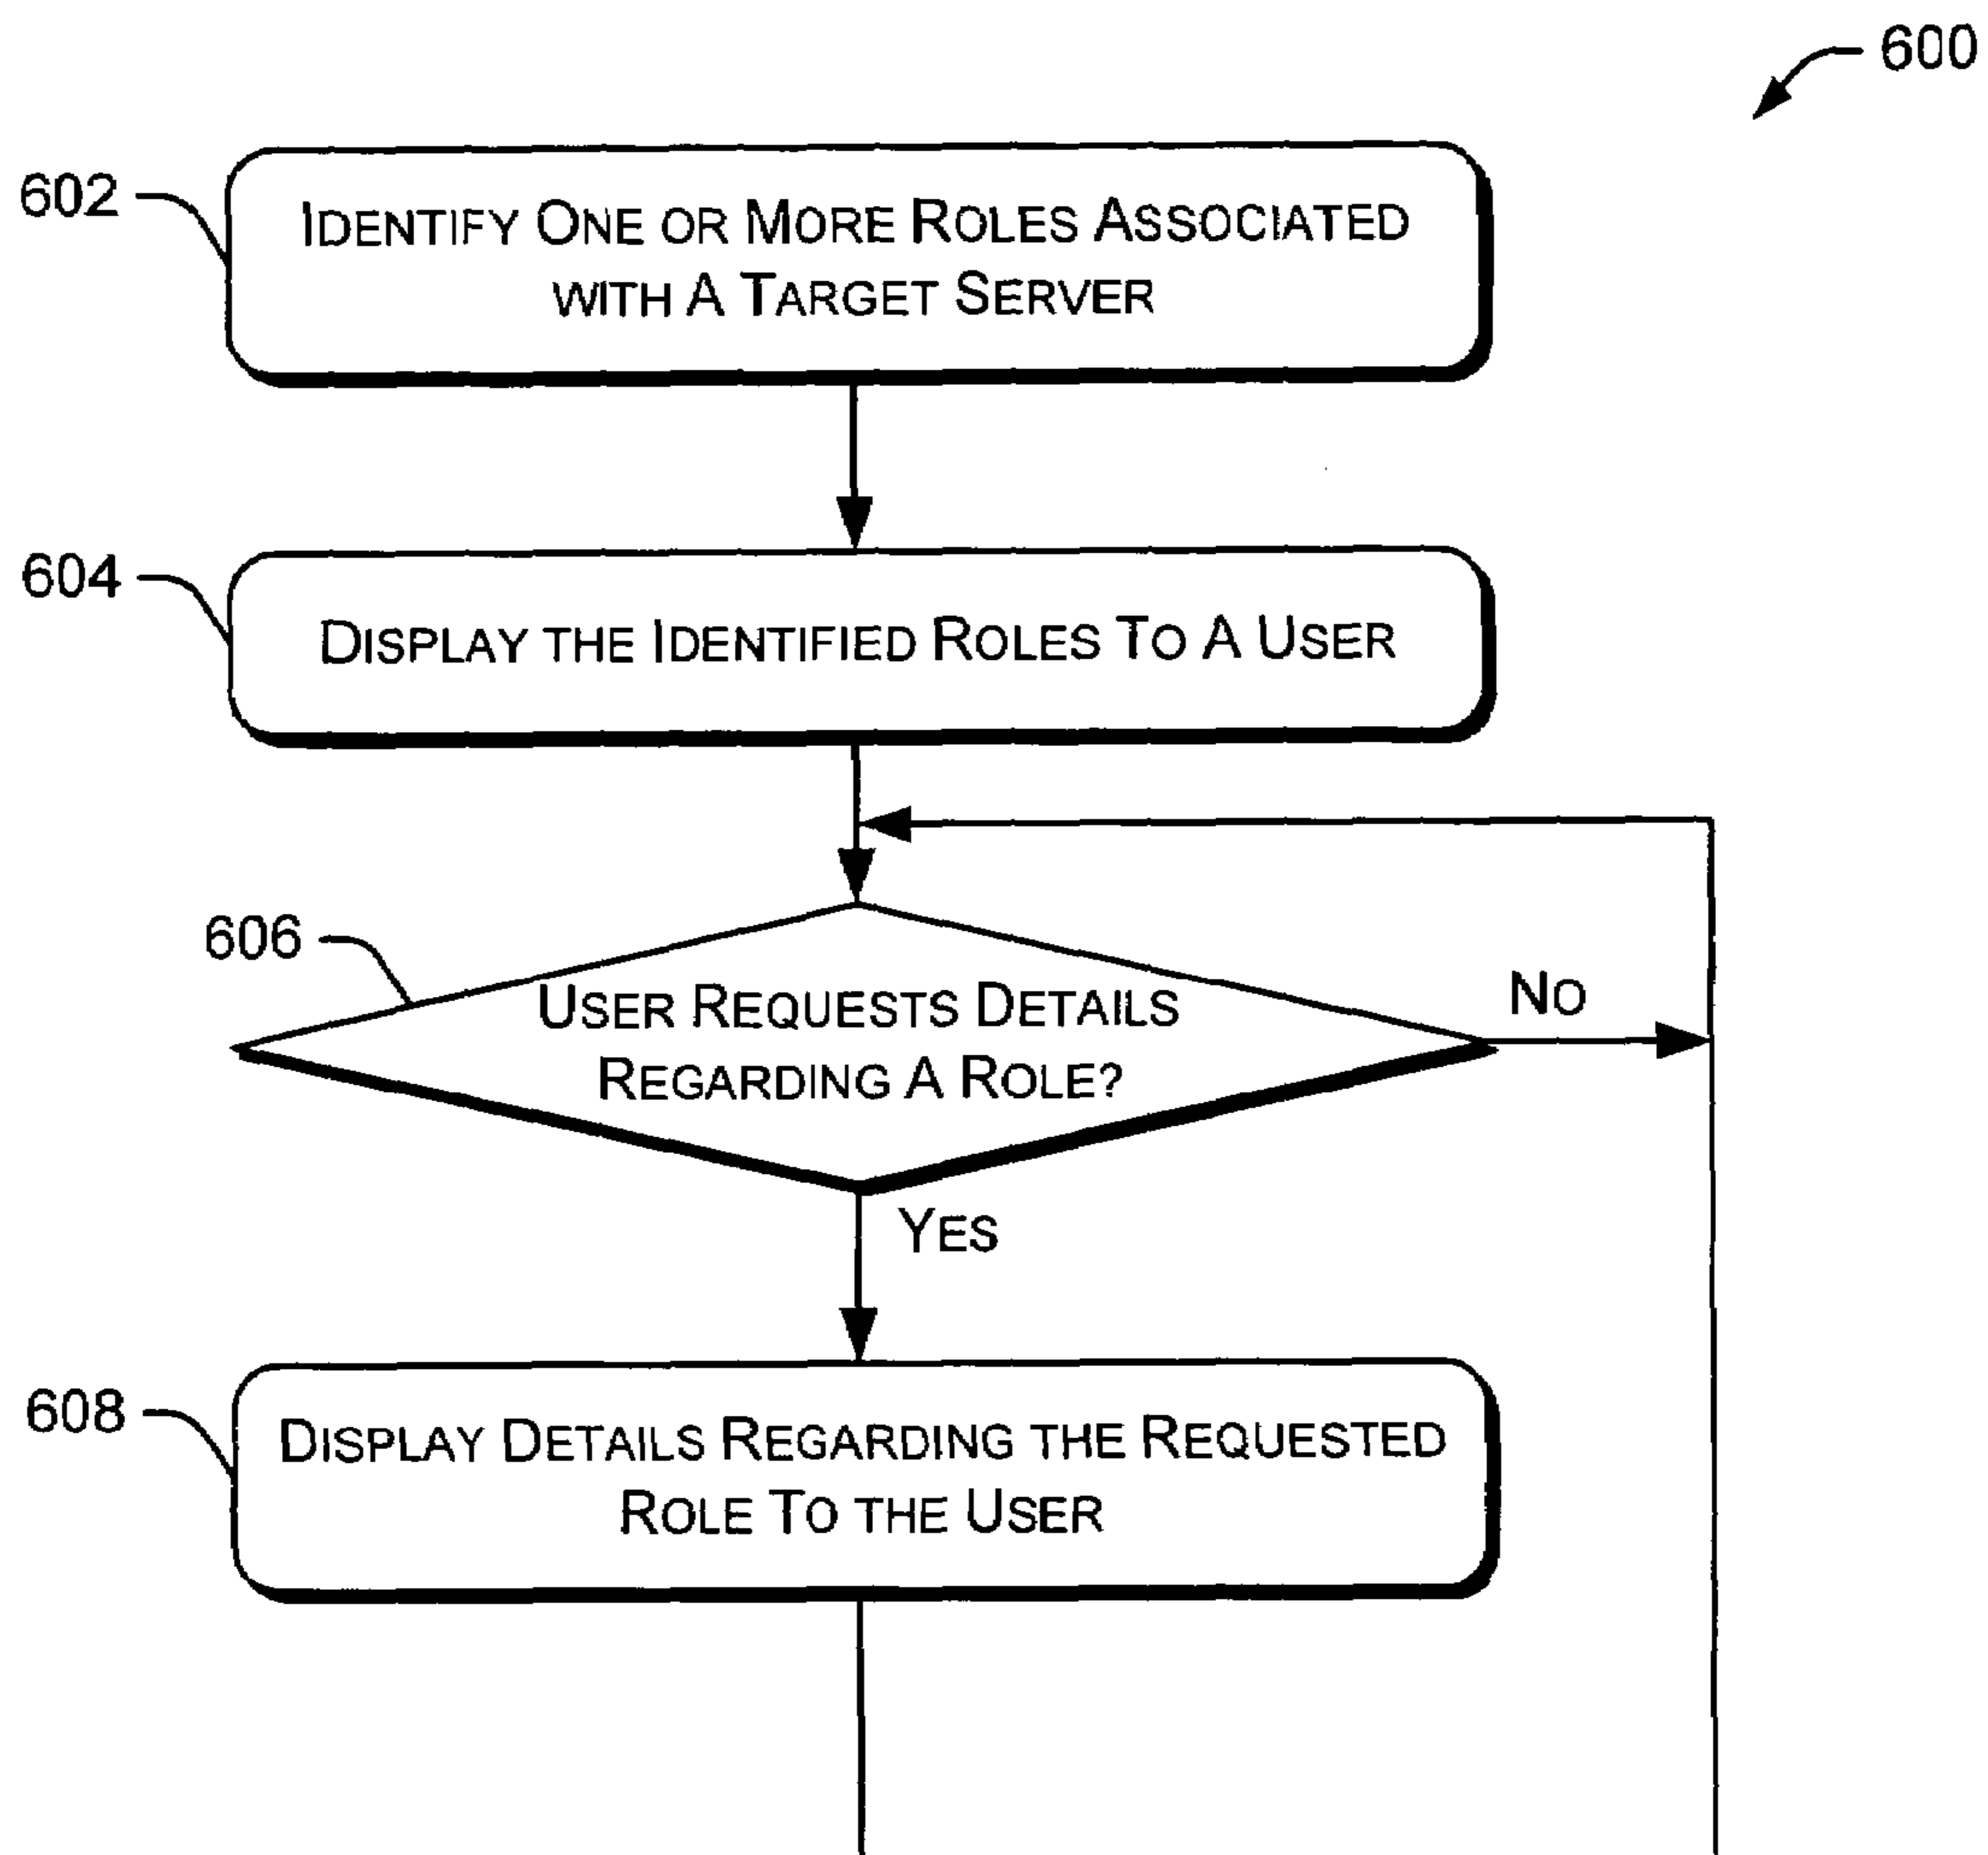 600
602
IDENTIFY ONE OR MORE ROLES ASSOCIATED
WITH A TARGET SERVER
604
DISPLAY THE IDENTIFIED ROLES TO A USER
606
USER REQUESTS DETAILS
REGARDING A ROLE?
NO
YES
608
DISPLAY DETAILS REGARDING THE REQUESTED
ROLE TO THE USER